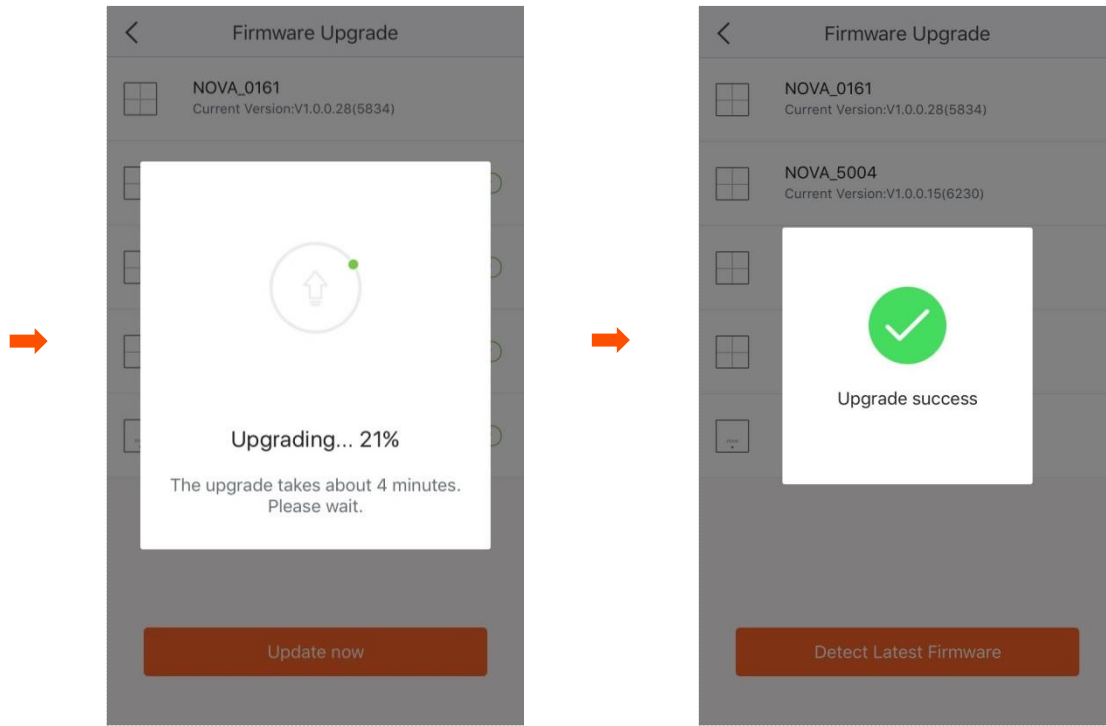 Firmware Upgrade
NOVA_0161
Current Version:V1.0.0.28(5834)
Upgrading... 21%
The upgrade takes about 4 minutes.
Please wait.
Update now
Firmware Upgrade
NOVA_0161
Current Version:V1.0.0.28(5834)
NOVA_5004
Current Version:V1.0.0.15(6230)
Upgrade success
nova
Detect Latest Firmware